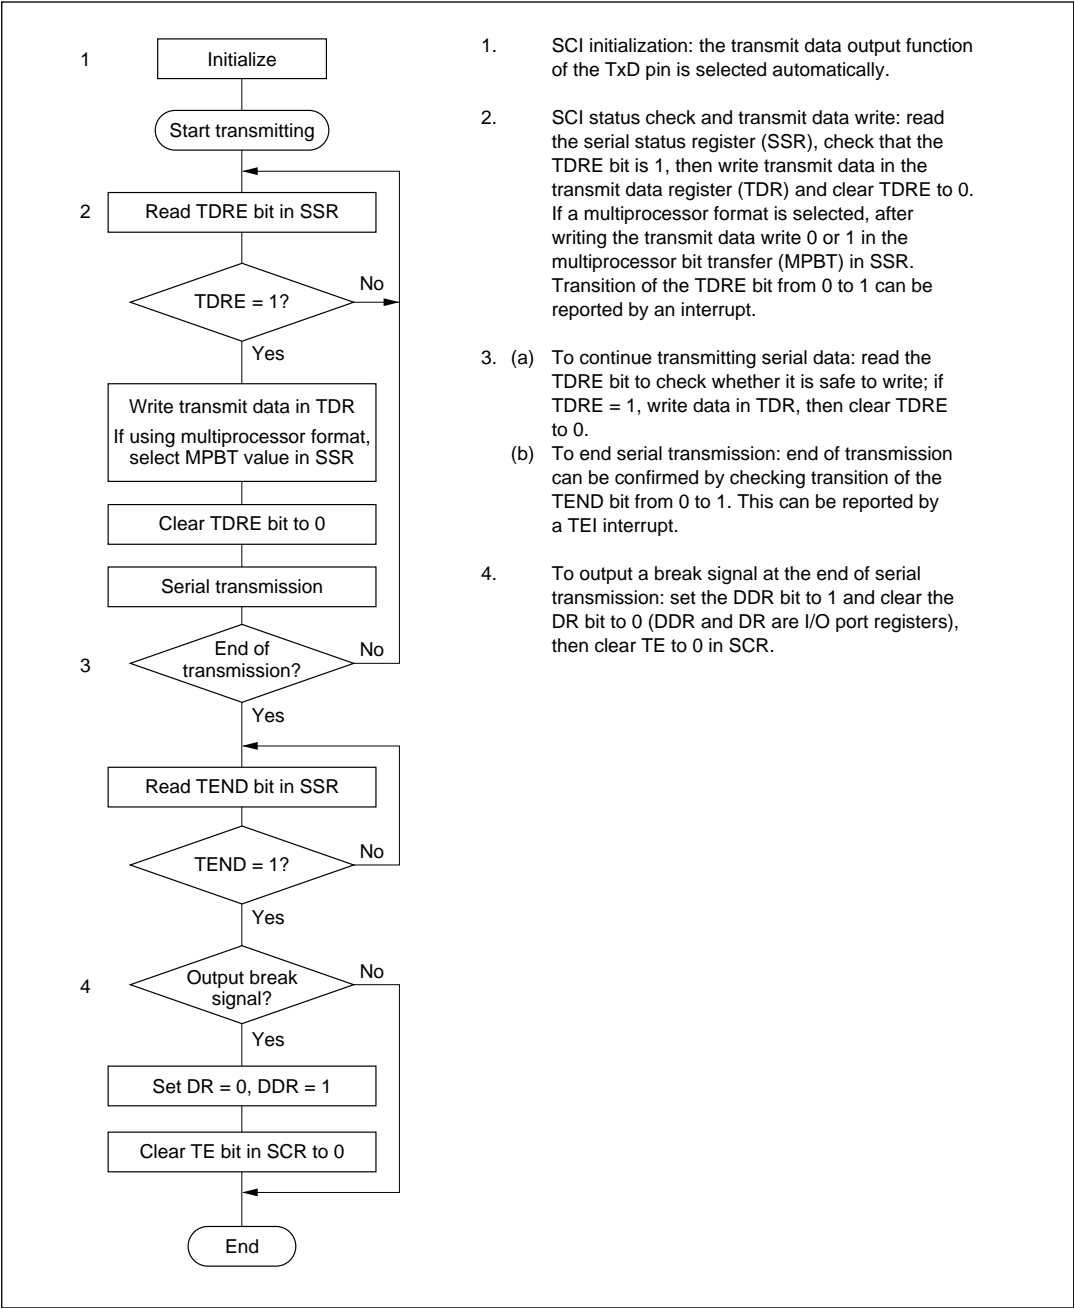 1
Initialize
Start transmitting
2
Read TDRE bit in SSR
TDRE = 1?
No
Yes
Write transmit data in TDR
If using multiprocessor format,
select MPBT value in SSR
Clear TDRE bit to 0
Serial transmission
3
End of
transmission?
No
Yes
Read TEND bit in SSR
TEND = 1?
No
Yes
4
Output break
signal?
No
Yes
Set DR = 0, DDR = 1
Clear TE bit in SCR to 0
End
1. SCI initialization: the transmit data output function
of the TxD pin is selected automatically.
2. SCI status check and transmit data write: read
the serial status register (SSR), check that the
TDRE bit is 1, then write transmit data in the
transmit data register (TDR) and clear TDRE to 0.
If a multiprocessor format is selected, after
writing the transmit data write 0 or 1 in the
multiprocessor bit transfer (MPBT) in SSR.
Transition of the TDRE bit from 0 to 1 can be
reported by an interrupt.
3. (a) To continue transmitting serial data: read the
TDRE bit to check whether it is safe to write; if
TDRE = 1, write data in TDR, then clear TDRE
to 0.
(b) To end serial transmission: end of transmission
can be confirmed by checking transition of the
TEND bit from 0 to 1. This can be reported by
a TEI interrupt.
4. To output a break signal at the end of serial
transmission: set the DDR bit to 1 and clear the
DR bit to 0 (DDR and DR are I/O port registers),
then clear TE to 0 in SCR.